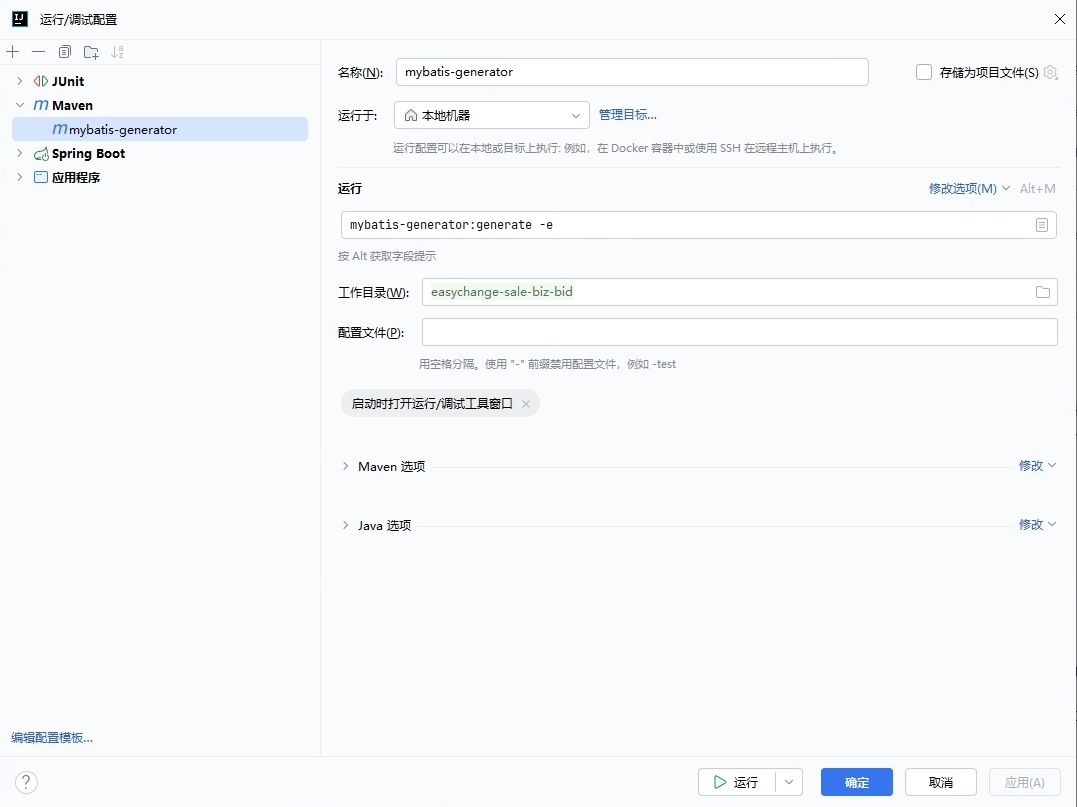 运行/调试配置
JUnit
Maven
mybatis-generator
Spring Boot
应用程序
编辑配置模板...
名称(N):
mybatis-generator
存储为项目文件(S)
运行于:
本地机器
管理目标...
运行配置可以在本地或目标上执行: 例如，在 Docker 容器中或使用 SSH 在远程主机上执行。
运行
修改选项(M)
Alt+M
mybatis-generator:generate -e
按 Alt 获取字段提示
工作目录(W):
easychange-sale-biz-bid
配置文件(P):
用空格分隔。使用 "-" 前缀禁用配置文件，例如 -test
启动时打开运行/调试工具窗口
Maven 选项
修改
Java 选项
修改
?
运行
确定
取消
应用(A)